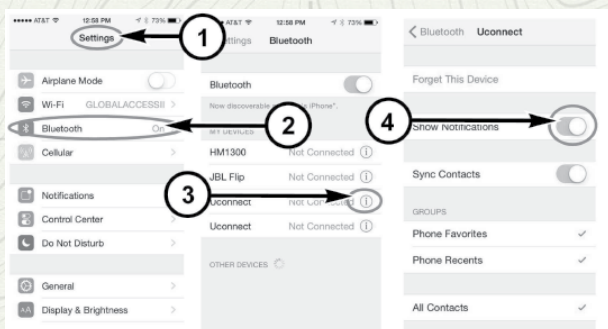 AT&T 12:58 PM 73%
Settings
1
Airplane Mode
Wi-Fi GLOBALACCESSII
Bluetooth On
Cellular
Notifications
Control Center
Do Not Disturb
General
Display & Brightness
AT&T 12:58 PM 73%
ettings Bluetooth
Bluetooth
Now discoverable iPhone".
MY DEVICES
2
HM1300 Not Connected
JBL Flip Not Connected
3
Uconnect Not Connected
Uconnect Not Connected
OTHER DEVICES
Bluetooth Uconnect
Forget This Device
4
Show Notifications
Sync Contacts
GROUPS
Phone Favorites
Phone Recents
All Contacts